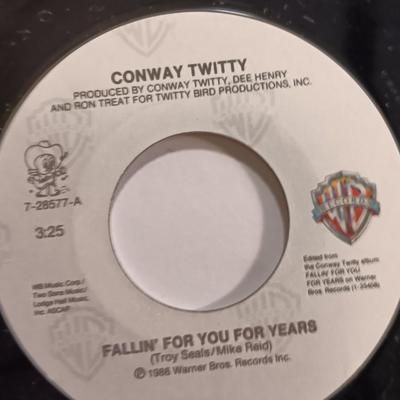 CONWAY TWITTY
PRODUCED BY CONWAY TWITTY, DEE HENRY
AND RON TREAT FOR TWITTY BIRD PRODUCTIONS, INC.
7-28577-A
3:25
WB Music Corp./
Two Sons Music/
Lodge Hall Music,
Inc. ASCAP
RECORDS
Edited from
the Conway Twitty album
FALLIN' FOR YOU
FOR YEARS on Warner
Bros. Records (1-25406)
FALLIN' FOR YOU FOR YEARS
(Troy Seals/Mike Reid)
℗ 1986 Warner Bros. Records Inc.